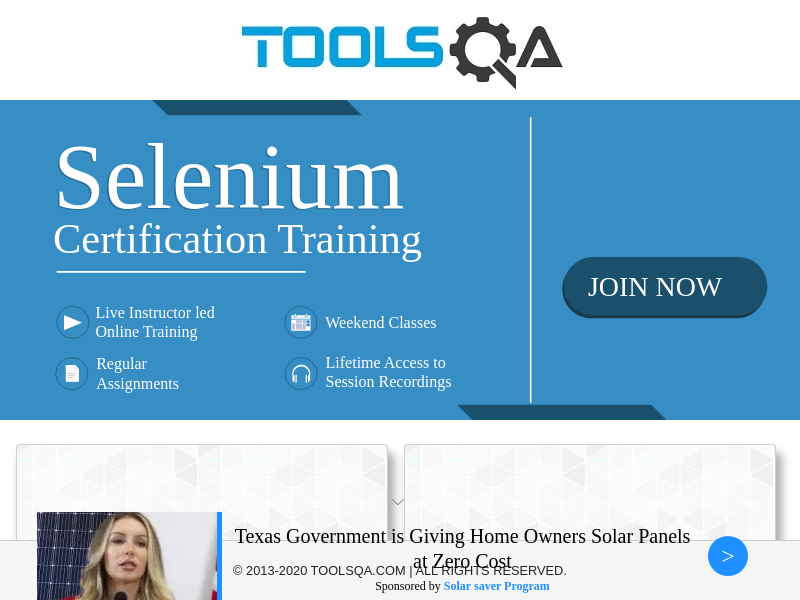 TOOLSQA
Selenium
Certification Training
Live Instructor led
Online Training
Weekend Classes
Regular
Assignments
Lifetime Access to
Session Recordings
JOIN NOW
Texas Government is Giving Home Owners Solar Panels
at Zero Cost
>
© 2013-2020 TOOLSQA.COM | ALL RIGHTS RESERVED.
Sponsored by Solar saver Program